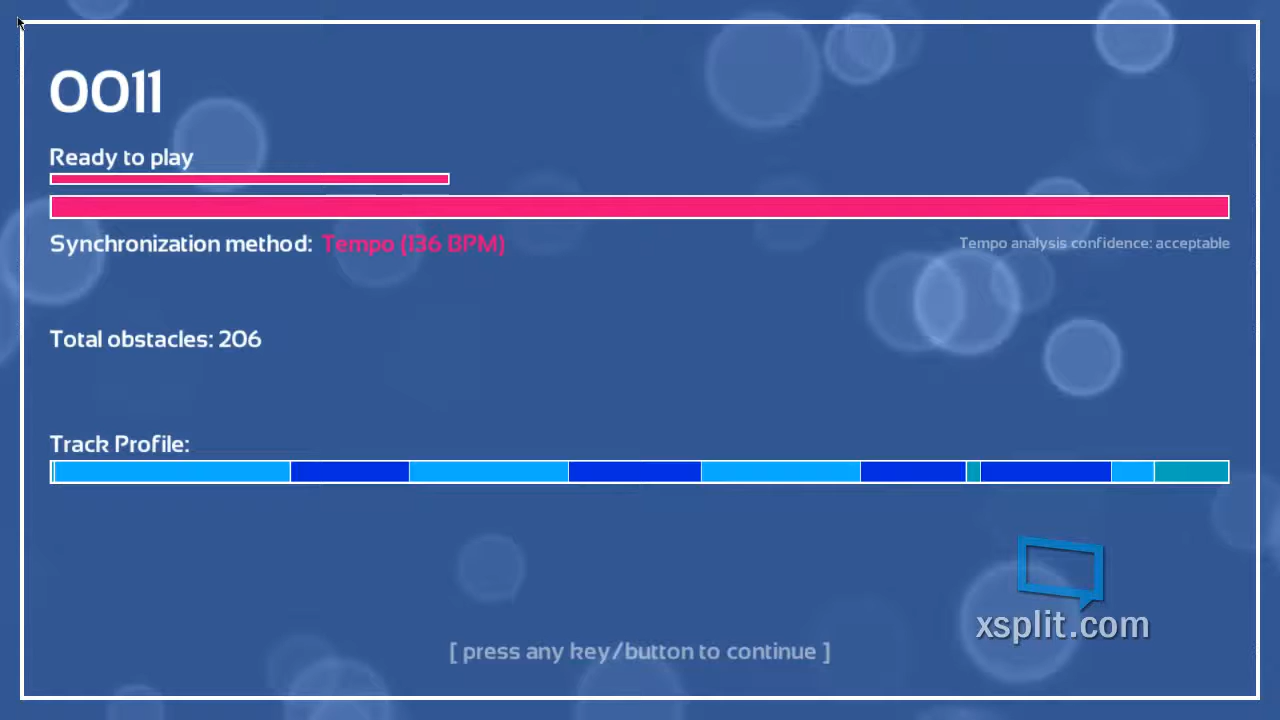 0011
Ready to play
Synchronization method: Tempo (136 BPM)
Tempo analysis confidence: acceptable
Total obstacles: 206
Track Profile:
xsplit.com
[ press any key/button to continue ]